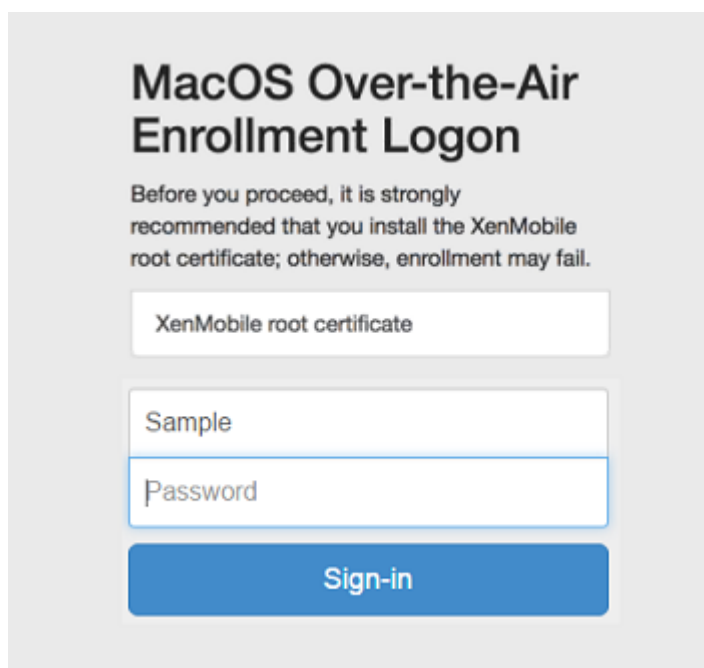 MacOS Over-the-Air
Enrollment Logon
Before you proceed, it is strongly
recommended that you install the XenMobile
root certificate; otherwise, enrollment may fail.
XenMobile root certificate
Sample
Password
Sign-in